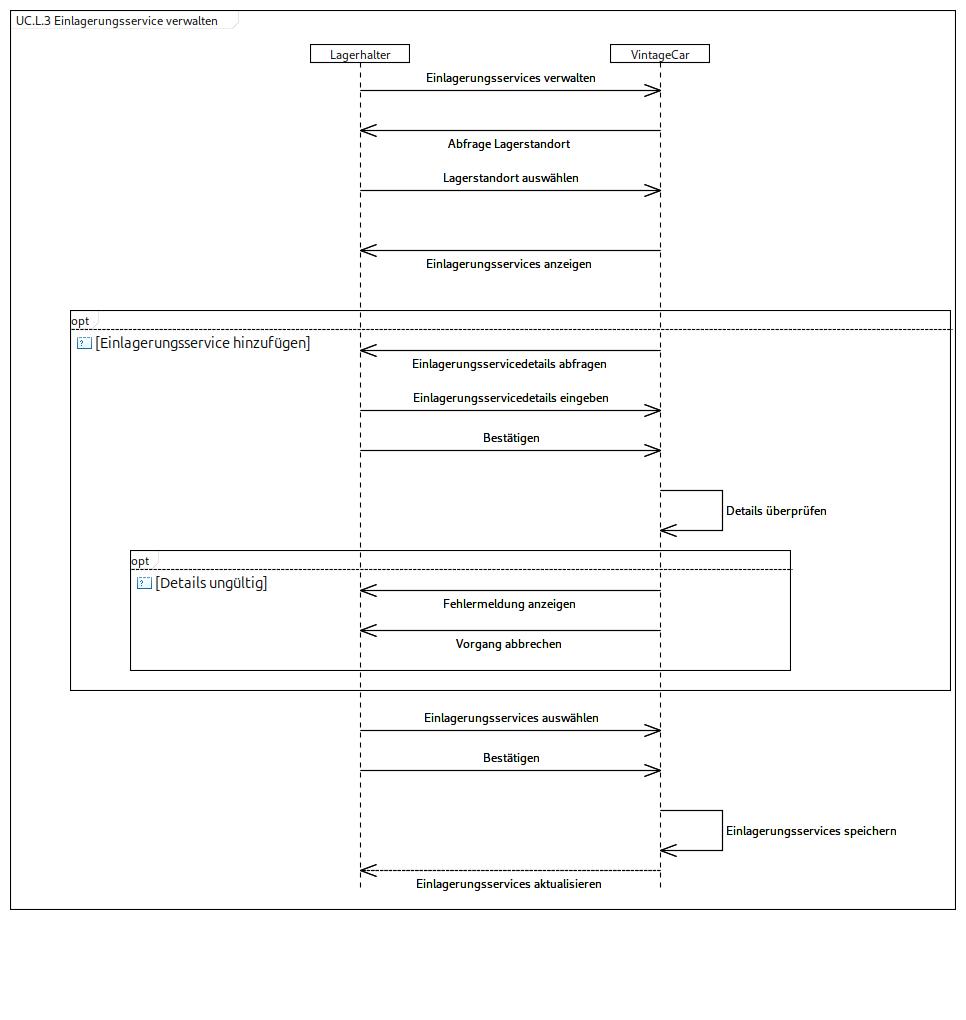 UC.L.3 Einlagerungsservice verwalten
Lagerhalter
VintageCar
Einlagerungsservices verwalten
Abfrage Lagerstandort
Lagerstandort auswählen
Einlagerungsservices anzeigen
opt
[Einlagerungsservice hinzufügen]
Einlagerungsservicedetails abfragen
Einlagerungsservicedetails eingeben
Bestätigen
Details überprüfen
opt
[Details ungültig]
Fehlermeldung anzeigen
Vorgang abbrechen
Einlagerungsservices auswählen
Bestätigen
Einlagerungsservices speichern
Einlagerungsservices aktualisieren